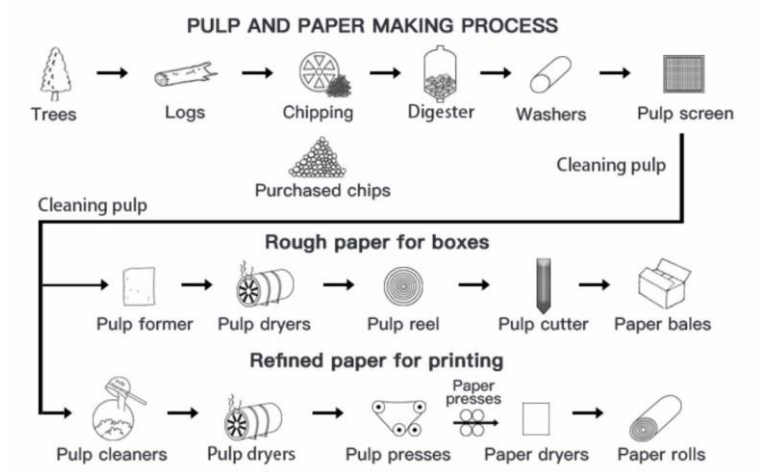 PULP AND PAPER MAKING PROCESS
Trees
Logs
Chipping
Digester
Washers
Pulp screen
Purchased chips
Cleaning pulp
Cleaning pulp
Rough paper for boxes
Pulp former
Pulp dryers
Pulp reel
Pulp cutter
Paper bales
Refined paper for printing
Paper
presses
Pulp cleaners
Pulp dryers
Pulp presses
Paper dryers
Paper rolls